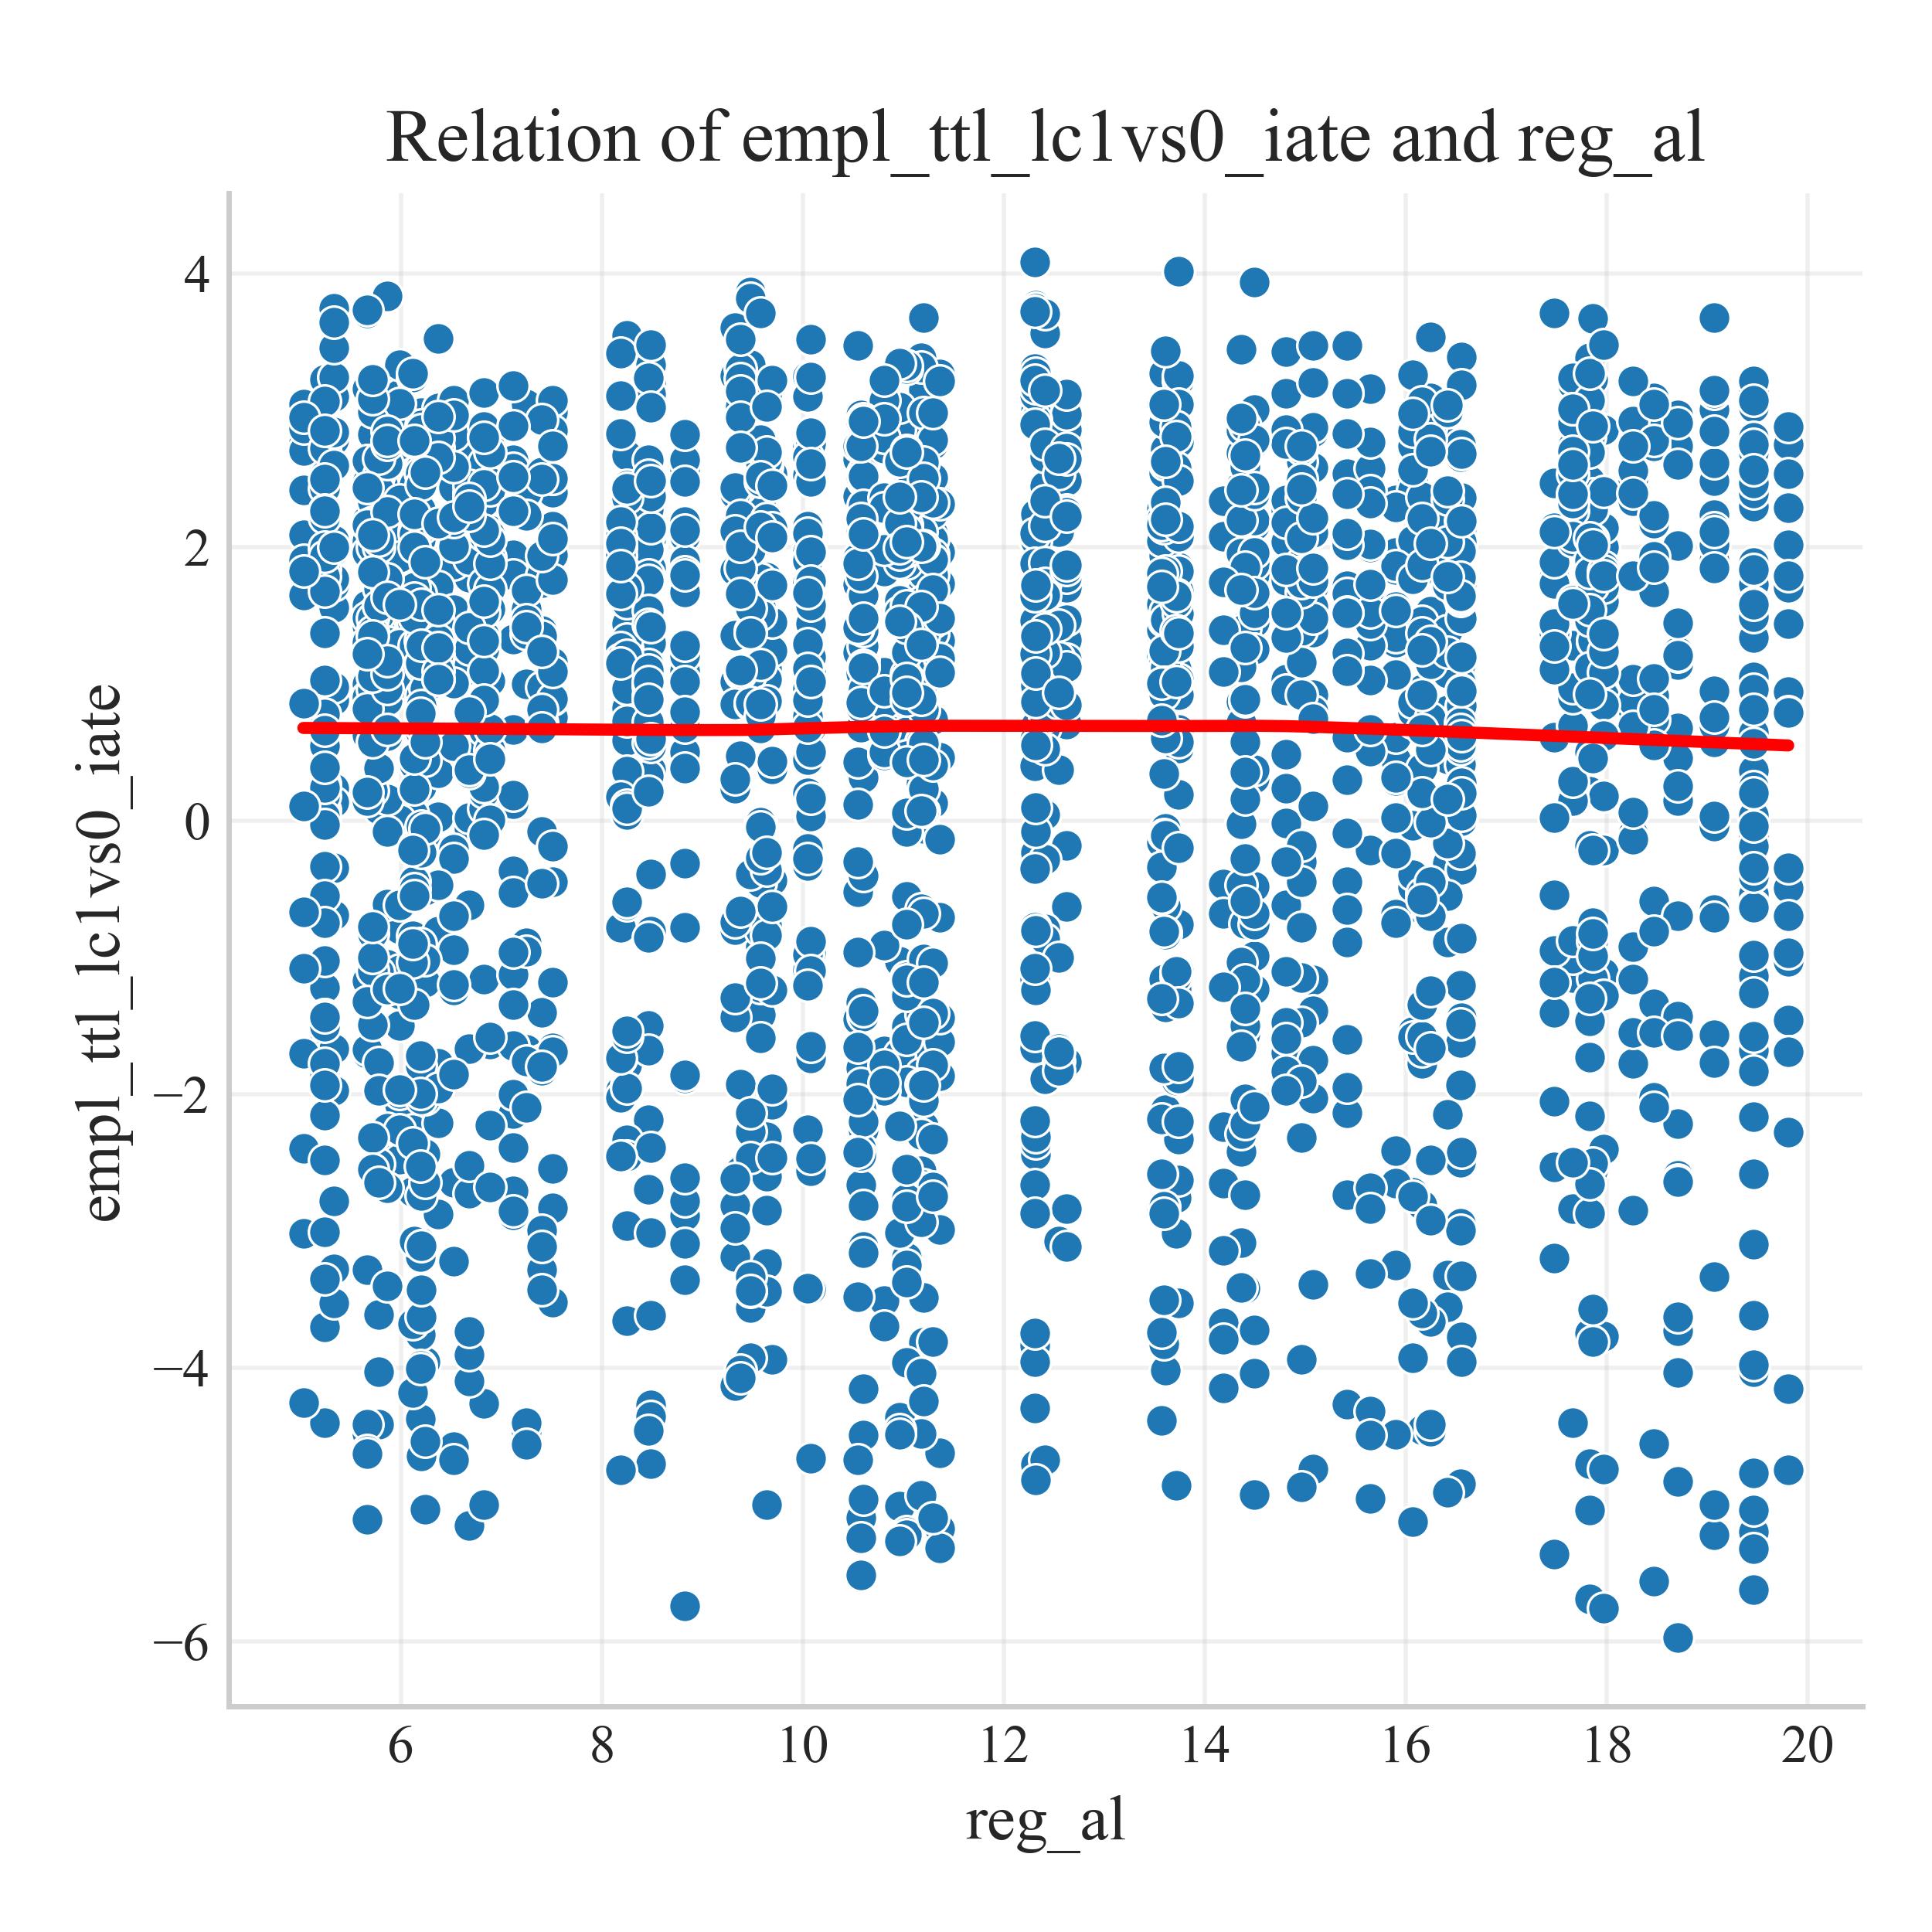 Relation of empl_ttl_lc1vs0_iate and reg_al
empl_ttl_lc1vs0_iate
4
2
0
−2
−4
−6
6 8 10 12 14 16 18 20
reg_al